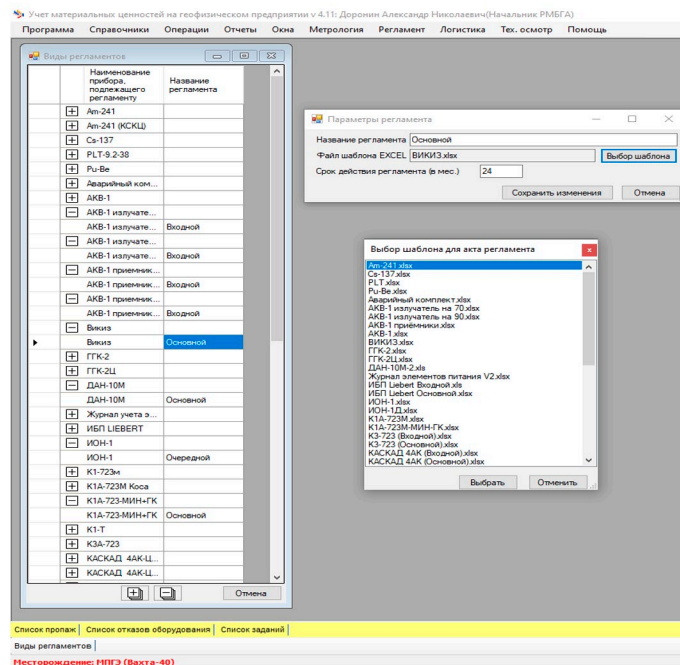 Учет материальных ценностей на геофизическом предприятии v 4.11: Доронин Александр Николаевич(Начальник РМБГА)
Программа Справочники Операции Отчеты Окна Метрология Регламент Логистика Тех. осмотр Помощь
Виды регламентов
Наименование прибора, подлежащего регламенту Название регламента
Am-241
Am-241 (КСКЦ)
Cs-137
PLT-9.2-38
Pu-Be
Аварийный ком...
АКВ-1
АКВ-1 излучате...
АКВ-1 излучате... Входной
АКВ-1 излучате...
АКВ-1 излучате... Входной
АКВ-1 приемник...
АКВ-1 приемник... Входной
АКВ-1 приемник...
АКВ-1 приемник... Входной
Викиз
Викиз Основной
ГГК-2
ГГК-2Ц
ДАН-10М
ДАН-10М Основной
Журнал учета э...
ИБП LIEBERT
ИОН-1
ИОН-1 Очередной
К1-723м
К1А-723М Коса
К1А-723-МИН+ГК
К1А-723-МИН+ГК Основной
К1-Т
К3А-723
КАСКАД 4АК-Ц...
КАСКАД 4АК-Ц...
Отмена
Параметры регламента
Название регламента Основной
Файл шаблона EXCEL ВИКИЗ.xlsx Выбор шаблона
Срок действия регламента (в мес.) 24
Сохранить изменения Отмена
Выбор шаблона для акта регламента
Am-241.xlsx
Cs-137.xlsx
PLT.xlsx
Pu-Be.xlsx
Аварийный комплект.xlsx
АКВ-1 излучатель на 70.xlsx
АКВ-1 излучатель на 90.xlsx
АКВ-1 приёмники.xlsx
АКВ-1.xlsx
ВИКИЗ.xlsx
ГГК-2.xlsx
ГГК-2Ц.xlsx
ДАН-10М-2.xls
Журнал элементов питания V2.xlsx
ИБП Liebert Входной.xls
ИБП Liebert Основной.xlsx
ИОН-1.xlsx
ИОН-1Д.xlsx
К1А-723М.xlsx
К1А-723М-МИН-ГК.xlsx
К3-723 (Входной).xlsx
К3-723 (Основной).xlsx
КАСКАД 4АК (Входной).xlsx
КАСКАД 4АК (Основной).xlsx
Выбрать Отменить
Список пропаж Список отказов оборудования Список заданий
Виды регламентов
Месторождение: МПГЭ (Вахта-40)